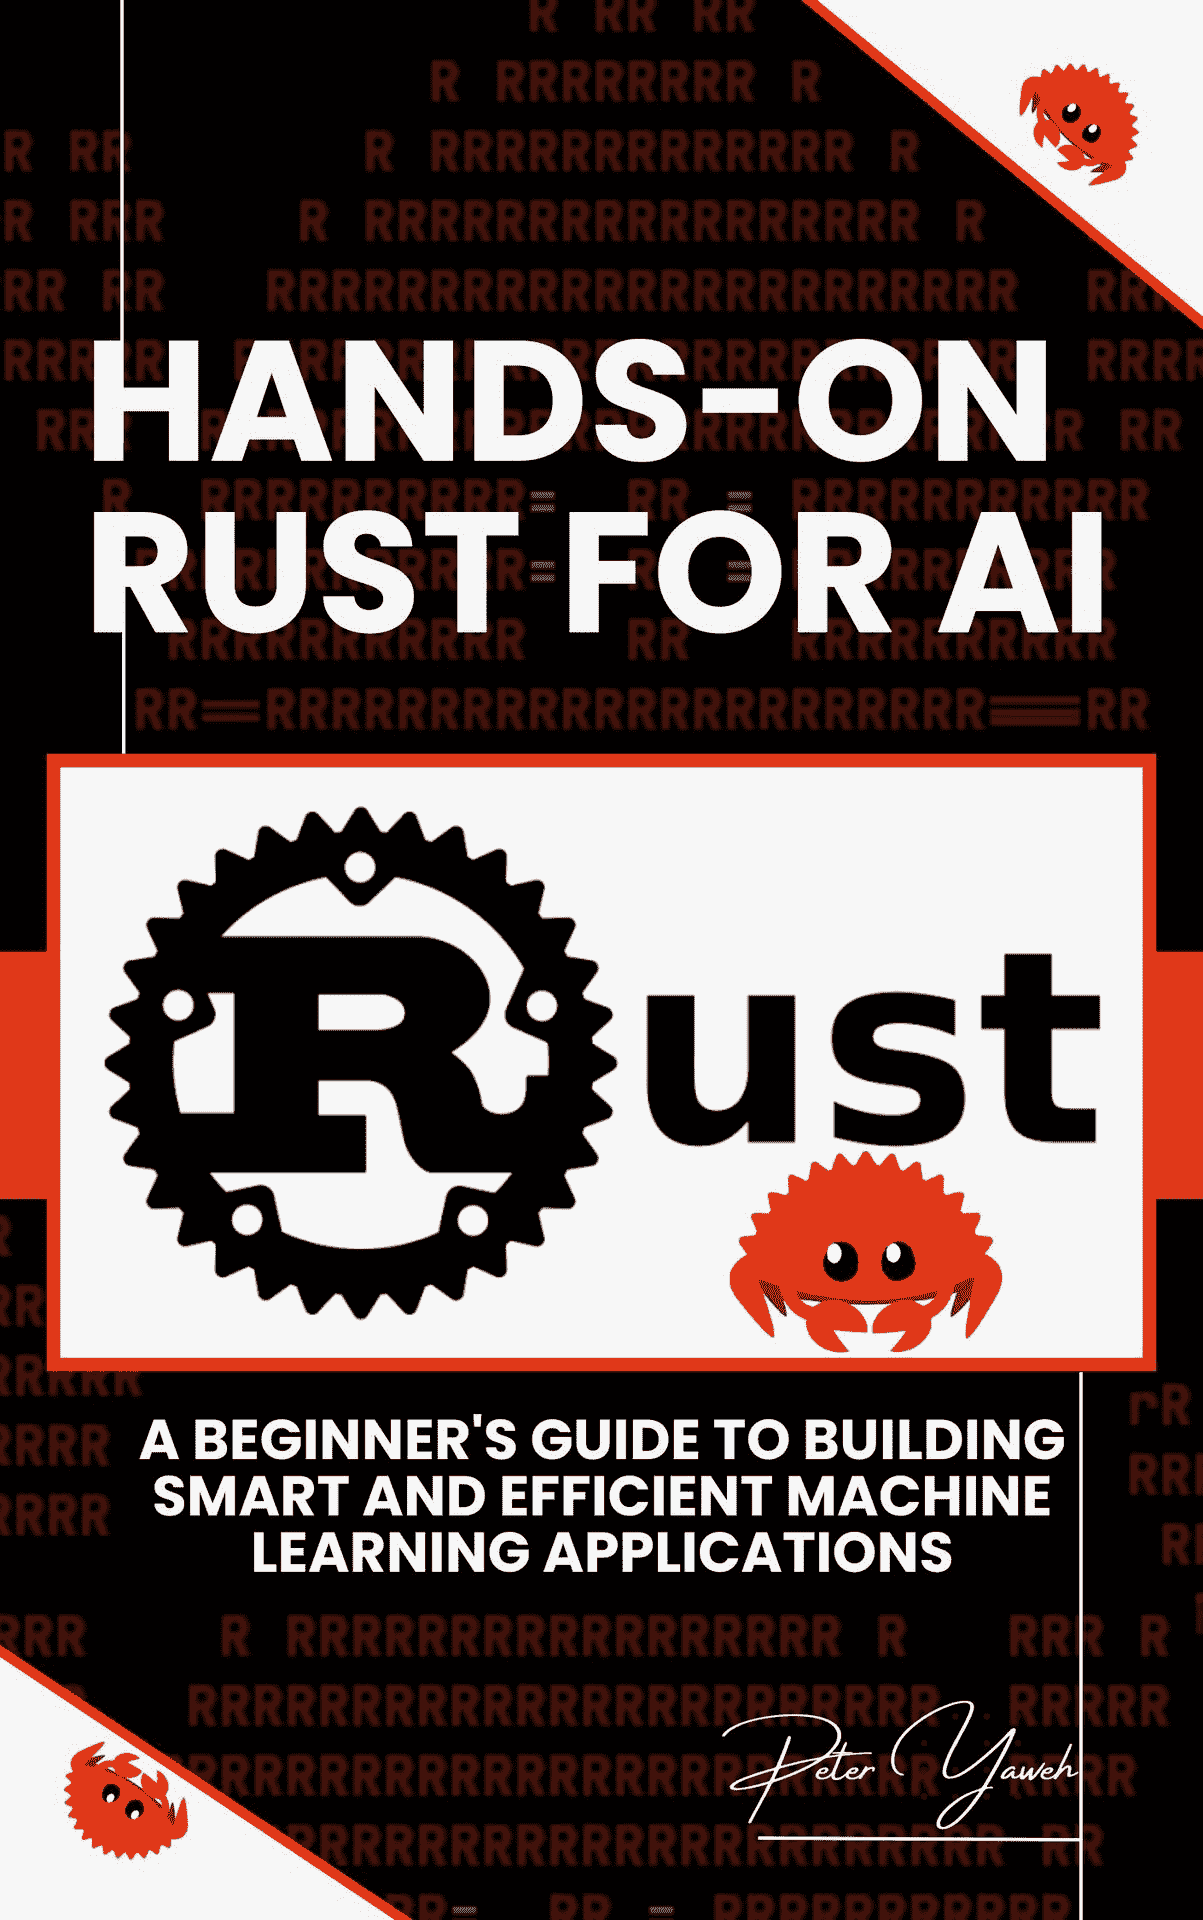 HANDS-ON
RUST FOR AI
Rust
A BEGINNER'S GUIDE TO BUILDING
SMART AND EFFICIENT MACHINE
LEARNING APPLICATIONS
Peter Yaweh